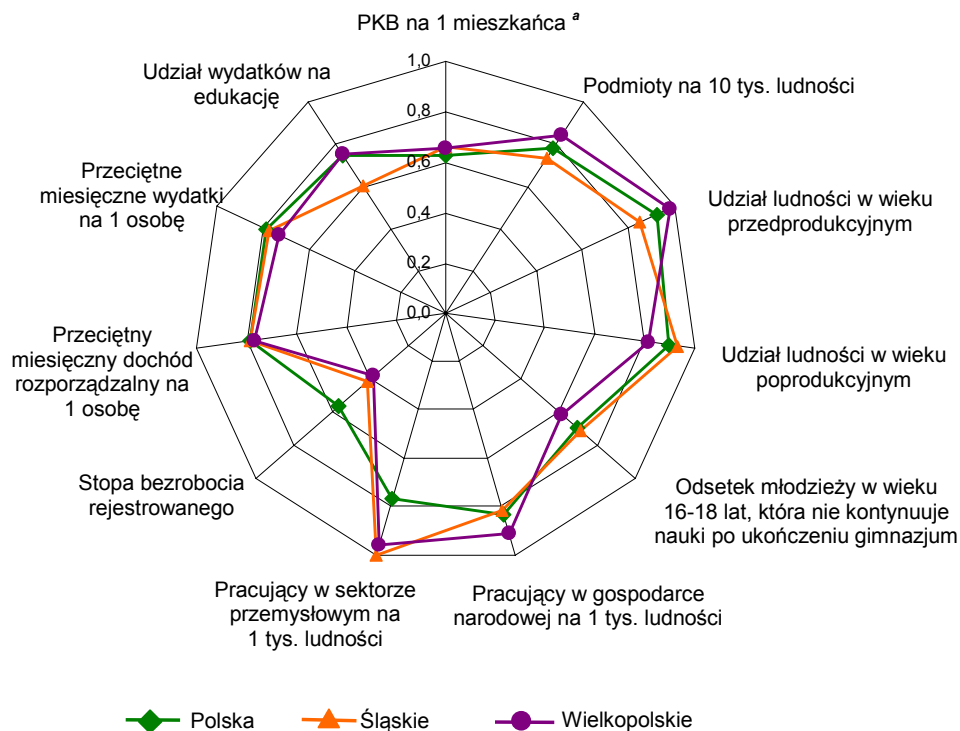 PKB na 1 mieszkańca ᵃ
Podmioty na 10 tys. ludności
Udział ludności w wieku
przedprodukcyjnym
Udział ludności w wieku
poprodukcyjnym
Odsetek młodzieży w wieku
16-18 lat, która nie kontynuuje
nauki po ukończeniu gimnazjum
Pracujący w gospodarce
narodowej na 1 tys. ludności
Pracujący w sektorze
przemysłowym na
1 tys. ludności
Stopa bezrobocia
rejestrowanego
Przeciętny
miesięczny dochód
rozporządzalny na
1 osobę
Przeciętne
miesięczne wydatki
na 1 osobę
Udział wydatków na
edukację
1,0
0,8
0,6
0,4
0,2
0,0
Polska
Śląskie
Wielkopolskie